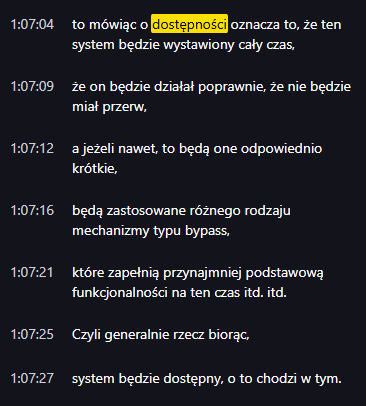 1:07:04 to mówiąc o dostępności oznacza to, że ten
system będzie wystawiony cały czas,
1:07:09 że on będzie działał poprawnie, że nie będzie
miał przerw,
1:07:12 a jeżeli nawet, to będą one odpowiednio
krótkie,
1:07:16 będą zastosowane różnego rodzaju
mechanizmy typu bypass,
1:07:21 które zapełnią przynajmniej podstawową
funkcjonalności na ten czas itd. itd.
1:07:25 Czyli generalnie rzecz biorąc,
1:07:27 system będzie dostępny, o to chodzi w tym.